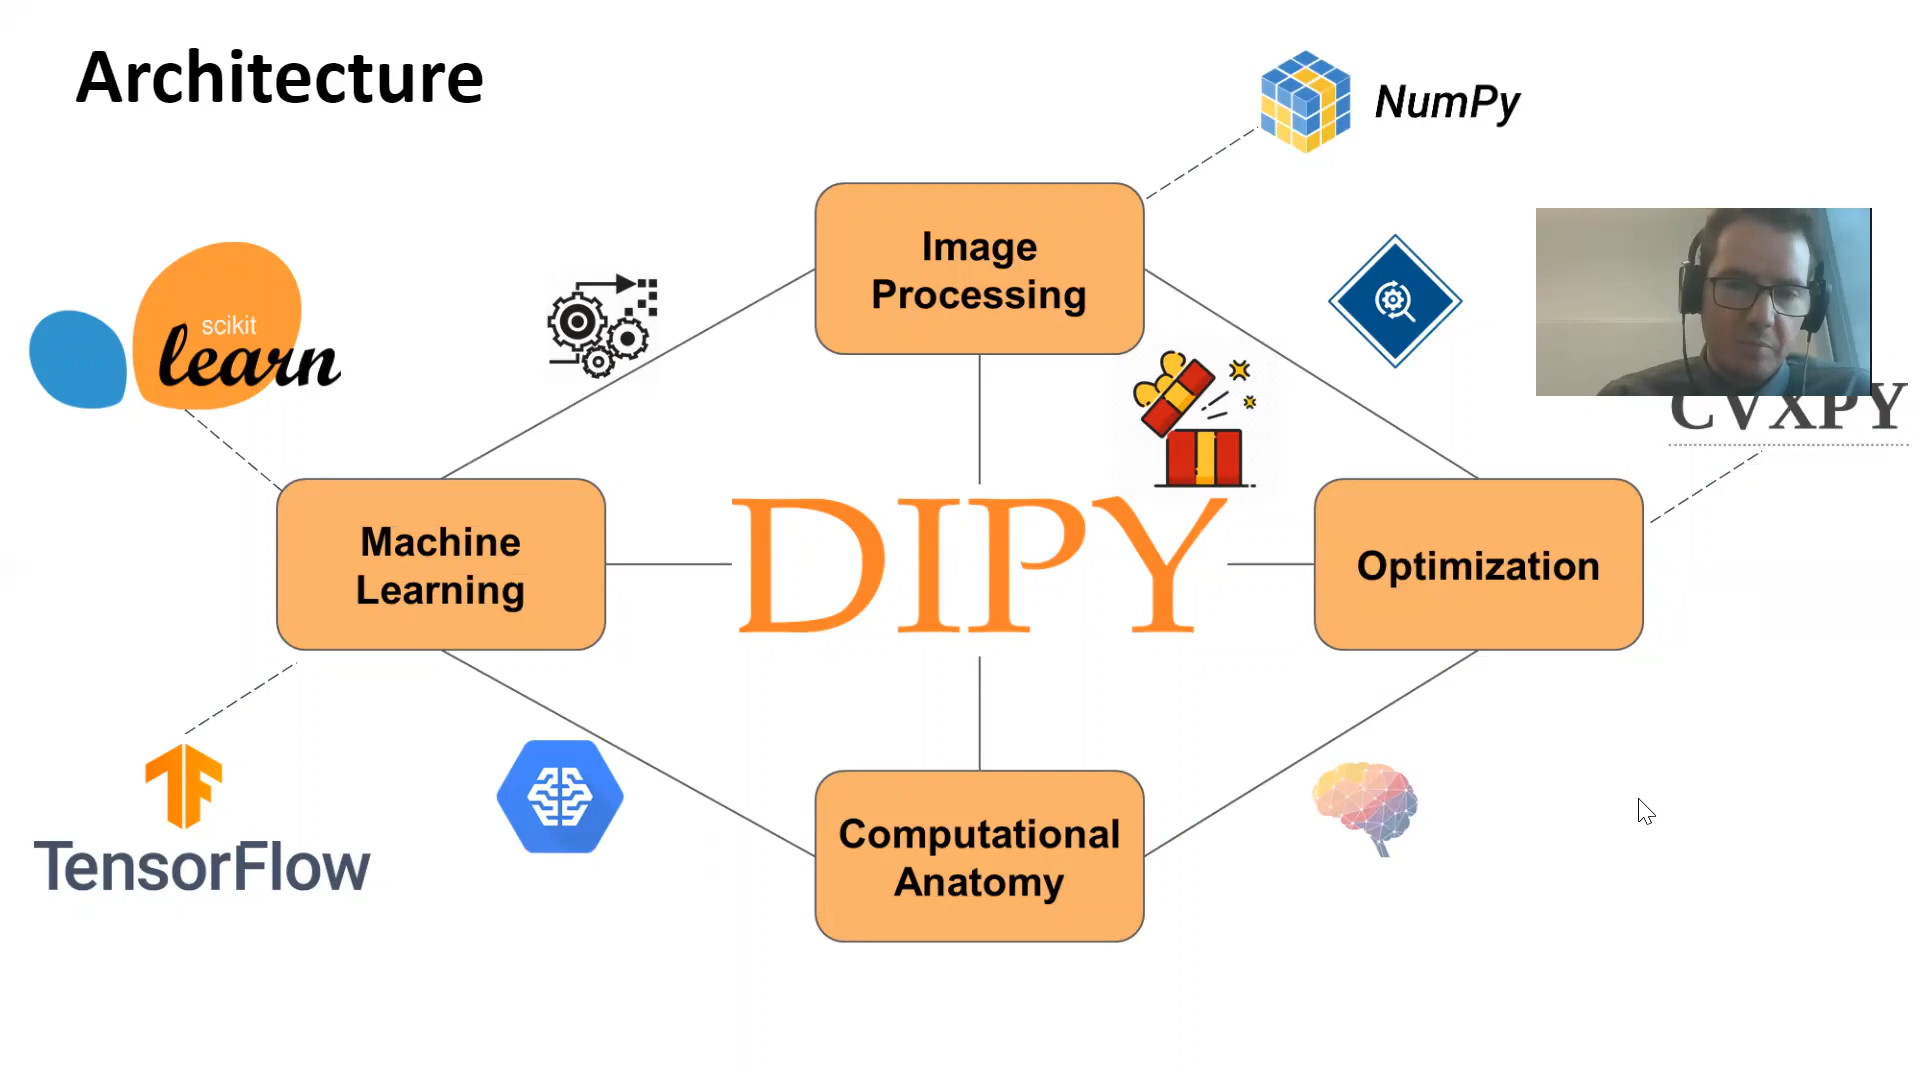 Architecture
NumPy
Image
Processing
scikit
learn
CVXPY
Machine
Learning
DIPY
Optimization
TensorFlow
Computational
Anatomy